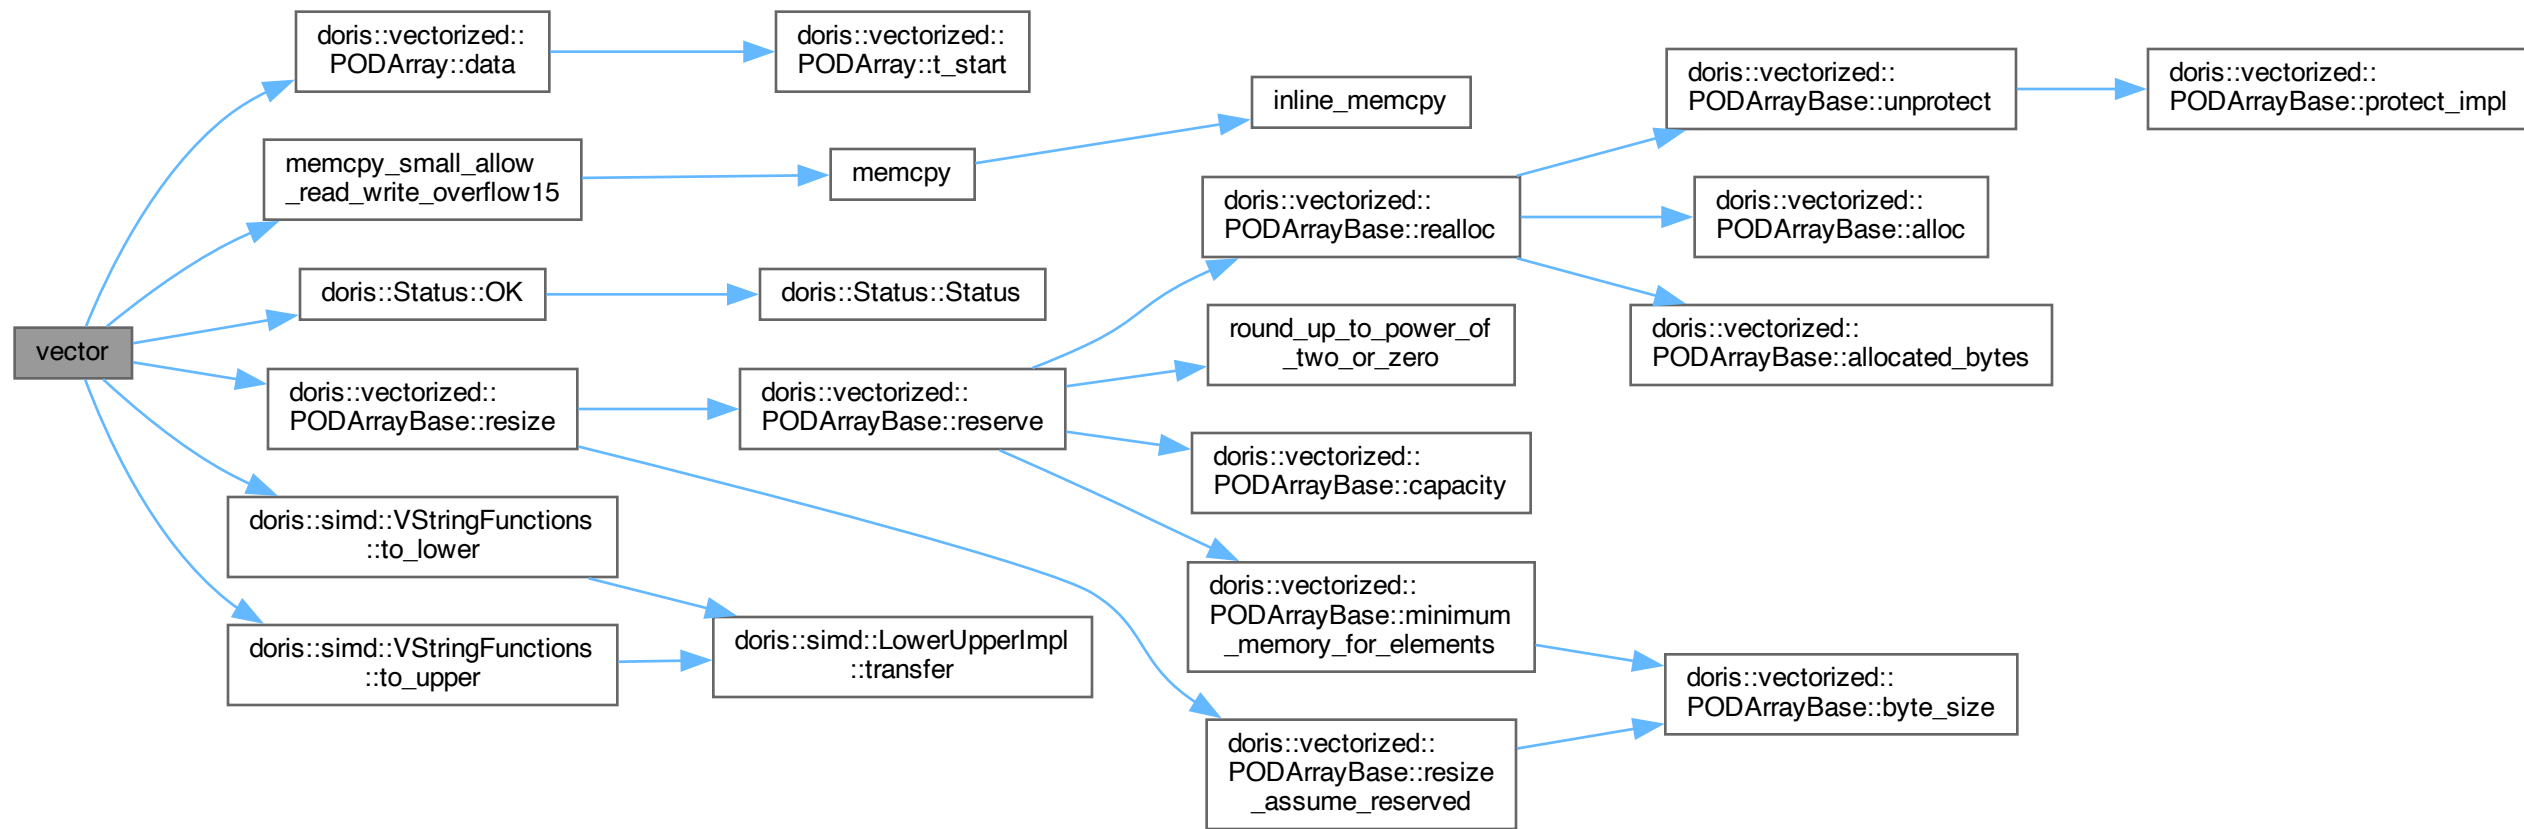 vector
doris::vectorized::
PODArray::data
doris::vectorized::
PODArray::t_start
memcpy_small_allow
_read_write_overflow15
memcpy
inline_memcpy
doris::Status::OK
doris::Status::Status
doris::vectorized::
PODArrayBase::resize
doris::vectorized::
PODArrayBase::reserve
doris::vectorized::
PODArrayBase::realloc
doris::vectorized::
PODArrayBase::unprotect
doris::vectorized::
PODArrayBase::protect_impl
doris::vectorized::
PODArrayBase::alloc
doris::vectorized::
PODArrayBase::allocated_bytes
round_up_to_power_of
_two_or_zero
doris::vectorized::
PODArrayBase::capacity
doris::vectorized::
PODArrayBase::minimum
_memory_for_elements
doris::vectorized::
PODArrayBase::byte_size
doris::vectorized::
PODArrayBase::resize
_assume_reserved
doris::simd::VStringFunctions
::to_lower
doris::simd::LowerUpperImpl
::transfer
doris::simd::VStringFunctions
::to_upper